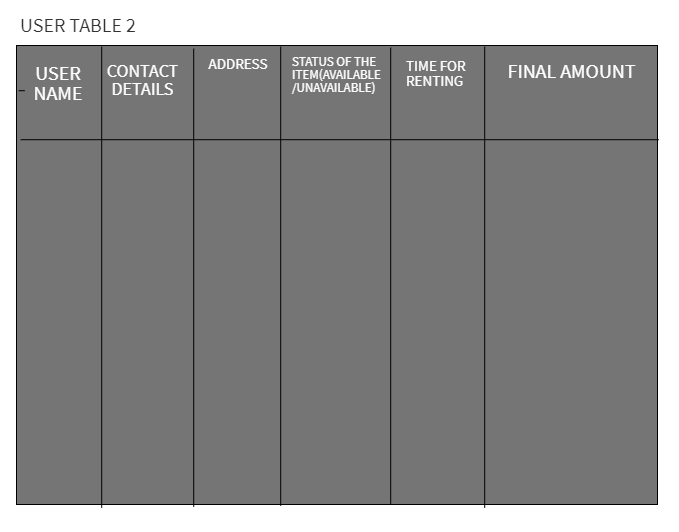 USER TABLE 2
USER
NAME
CONTACT
DETAILS
ADDRESS
STATUS OF THE
ITEM(AVAILABLE
/UNAVAILABLE)
TIME FOR
RENTING
FINAL AMOUNT